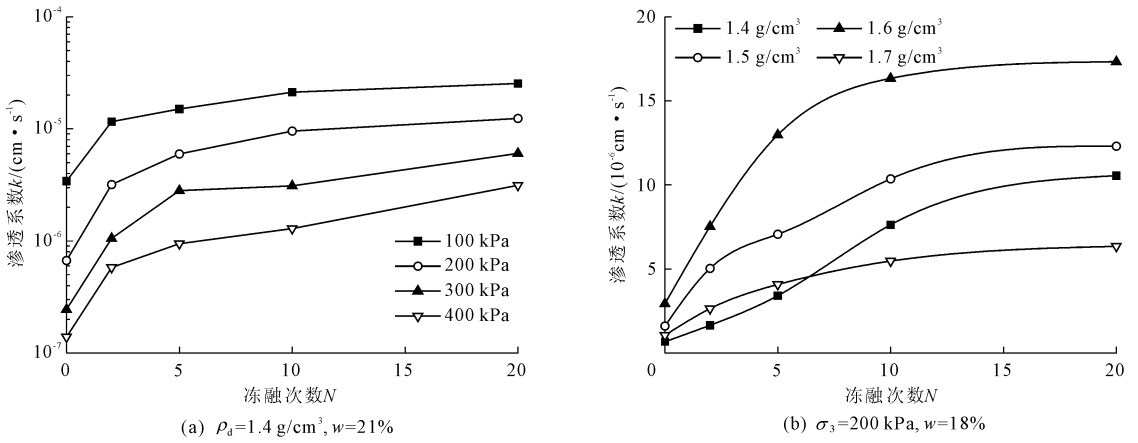 渗透系数k/(cm·s⁻¹)
10⁻⁴
10⁻⁵
10⁻⁶
10⁻⁷
100 kPa
200 kPa
300 kPa
400 kPa
0 5 10 15 20
冻融次数N
(a) ρd=1.4 g/cm³, w=21%
渗透系数k/(10⁻⁶cm·s⁻¹)
20
15
10
5
1.4 g/cm³ 1.6 g/cm³
1.5 g/cm³ 1.7 g/cm³
0 5 10 15 20
冻融次数N
(b) σ₃=200 kPa, w=18%